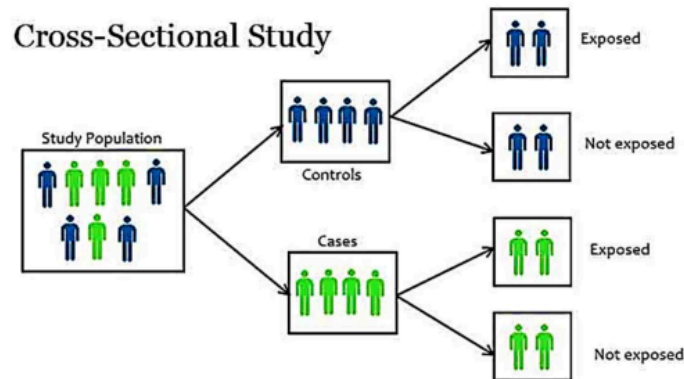 Cross-Sectional Study
Exposed
Study Population
Not exposed
Controls
Cases
Exposed
Not exposed